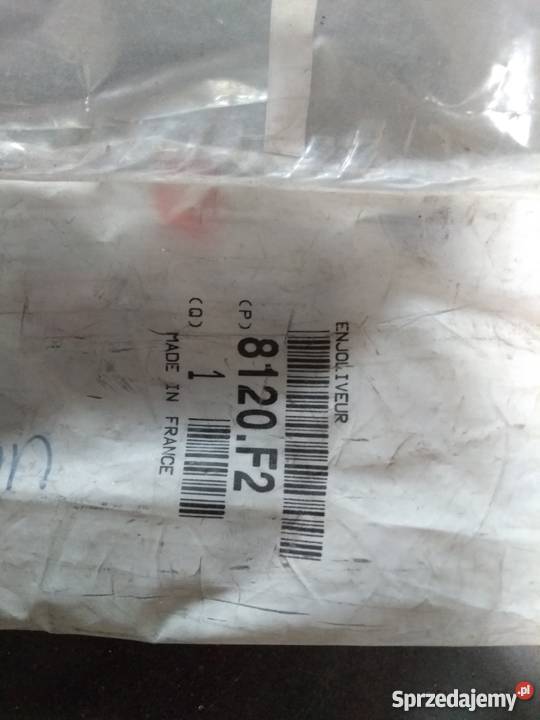 ENJOLIVEUR
(P) 8120.F2
(Q) 1
MADE IN FRANCE
Sprzedajemy.pl